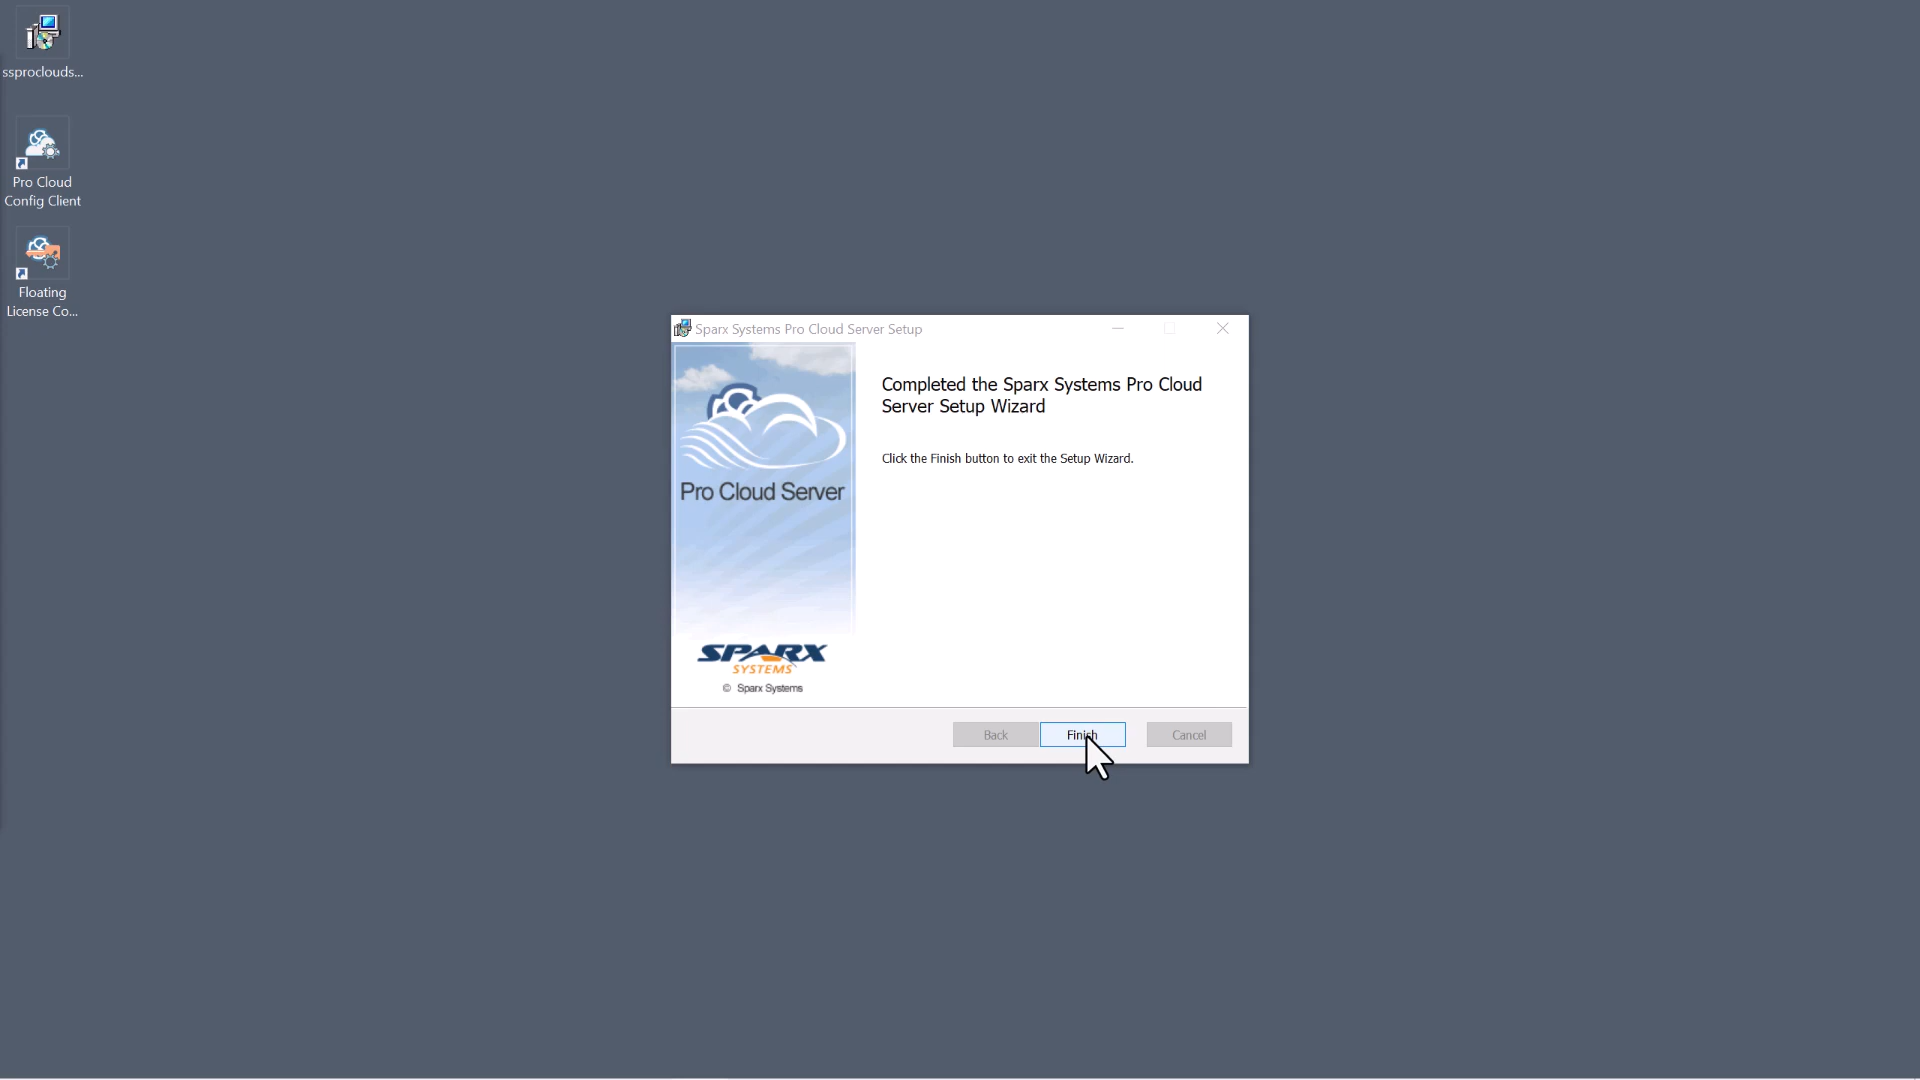 ssproclouds...
Pro Cloud
Config Client
Floating
License Co...
Sparx Systems Pro Cloud Server Setup
Pro Cloud Server
SPARX
SYSTEMS
© Sparx Systems
Completed the Sparx Systems Pro Cloud
Server Setup Wizard
Click the Finish button to exit the Setup Wizard.
Back
Finish
Cancel